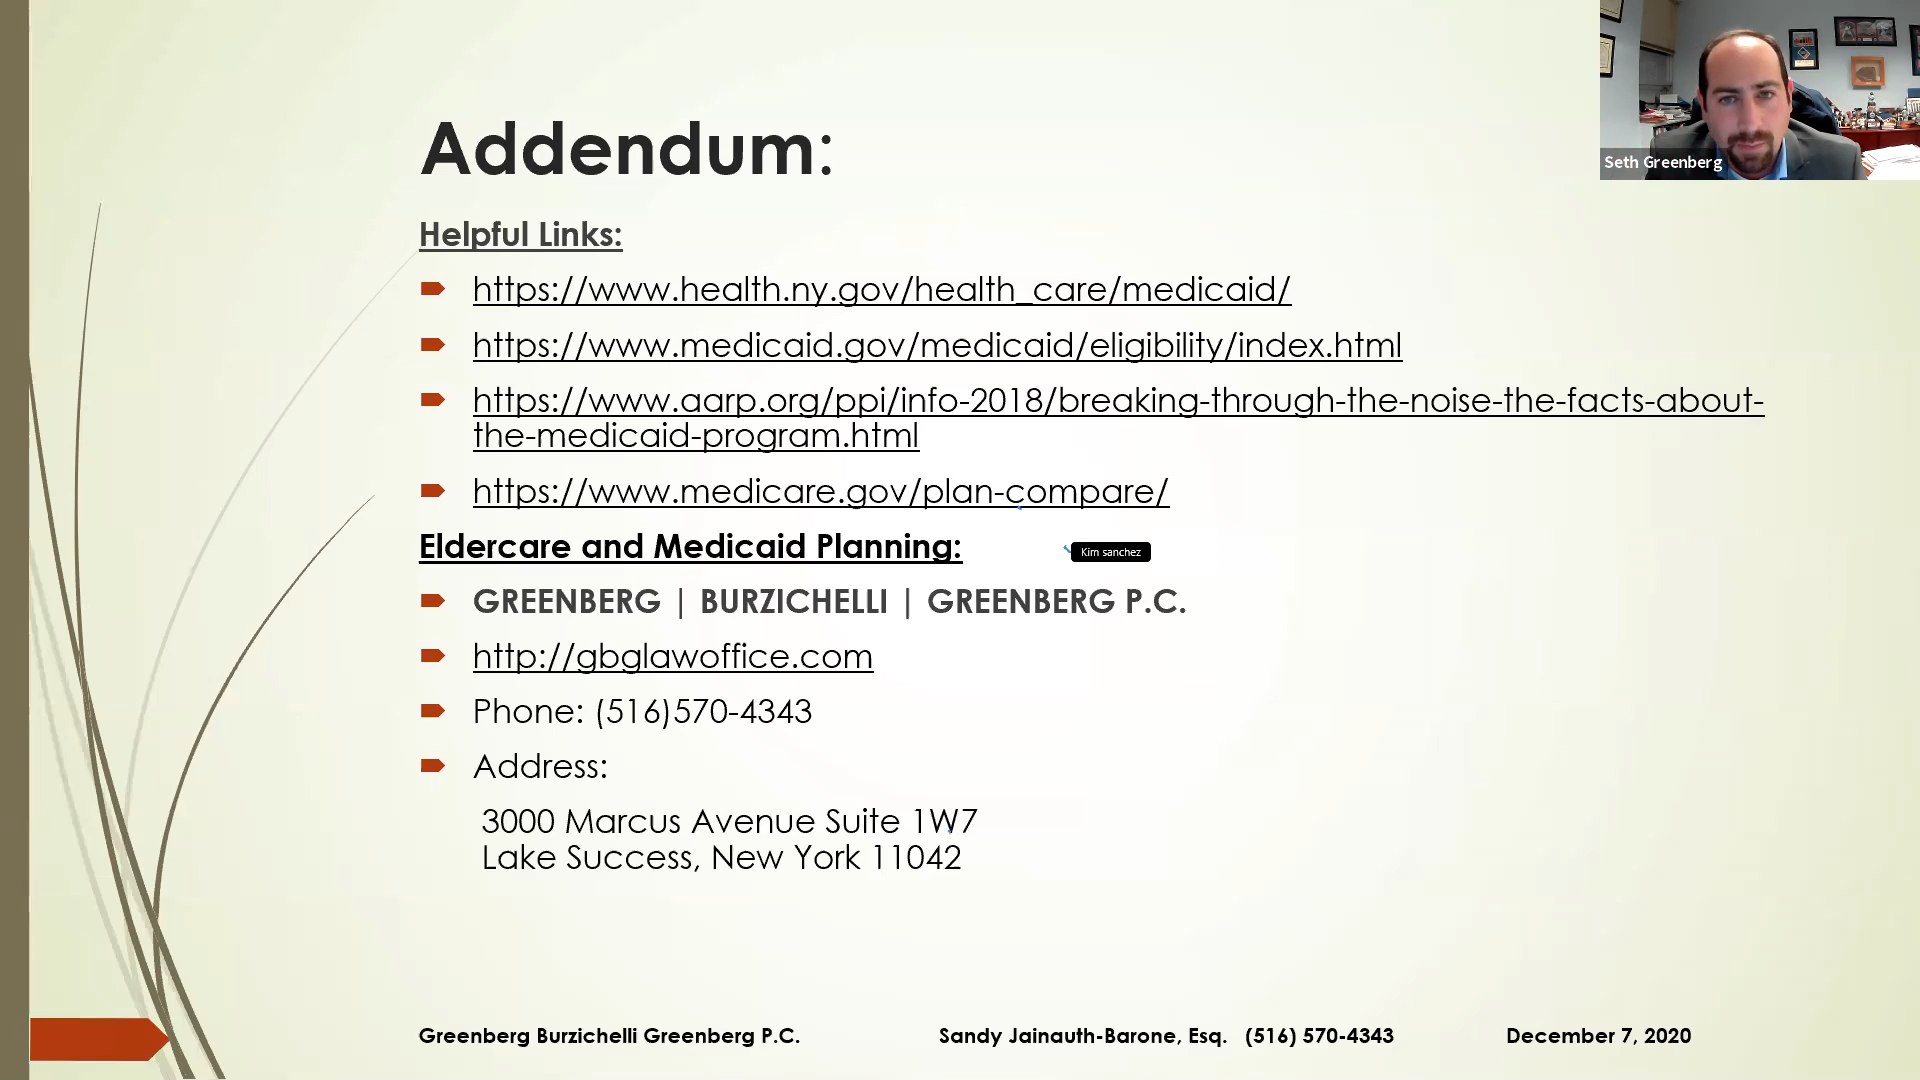 Seth Greenberg
Addendum:
Helpful Links:
https://www.health.ny.gov/health_care/medicaid/
https://www.medicaid.gov/medicaid/eligibility/index.html
https://www.aarp.org/ppi/info-2018/breaking-through-the-noise-the-facts-about-
the-medicaid-program.html
https://www.medicare.gov/plan-compare/
Eldercare and Medicaid Planning:
Kim sanchez
GREENBERG | BURZICHELLI | GREENBERG P.C.
http://gbglawoffice.com
Phone: (516)570-4343
Address:
3000 Marcus Avenue Suite 1W7
Lake Success, New York 11042
Greenberg Burzichelli Greenberg P.C. Sandy Jainauth-Barone, Esq. (516) 570-4343 December 7, 2020